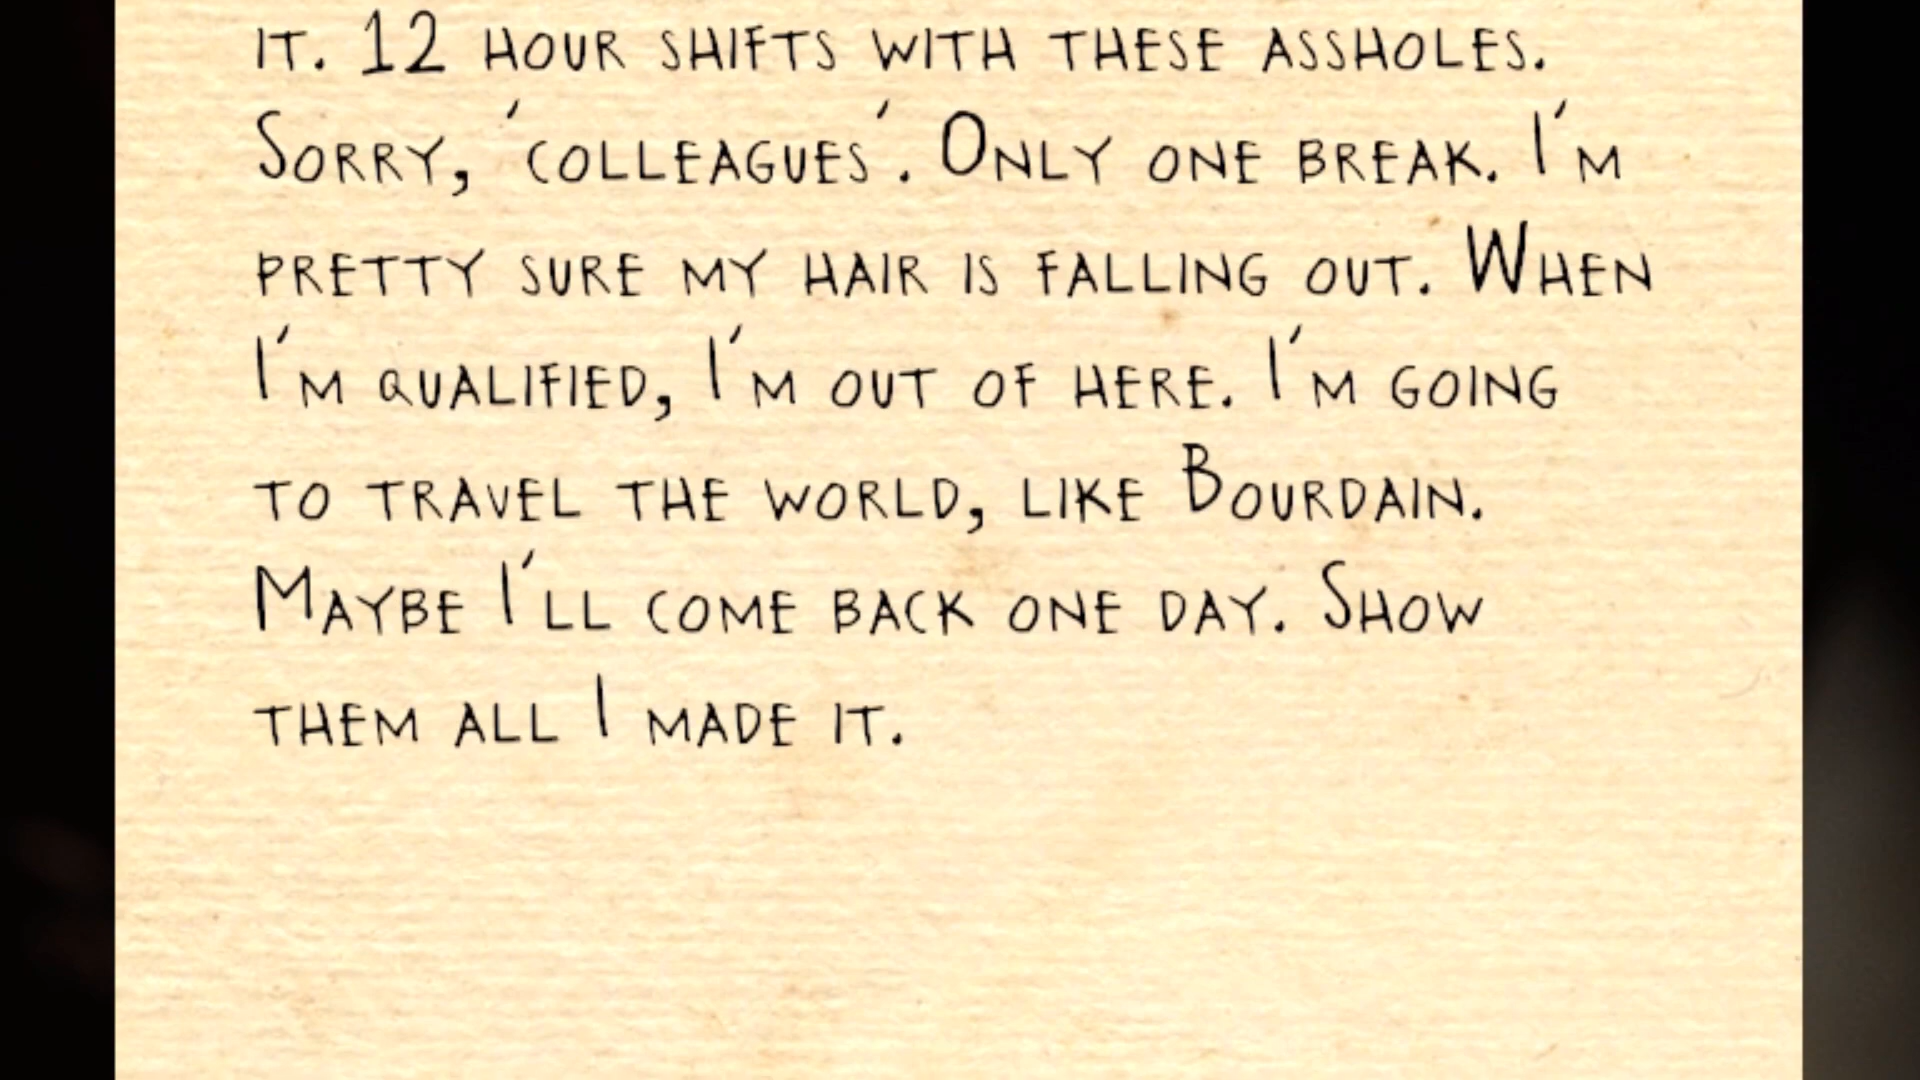 it. 12 hour shifts with these assholes.
Sorry, 'colleagues'. Only one break. I'm
pretty sure my hair is falling out. When
I'm qualified, I'm out of here. I'm going
to travel the world, like Bourdain.
Maybe I'll come back one day. Show
them all I made it.